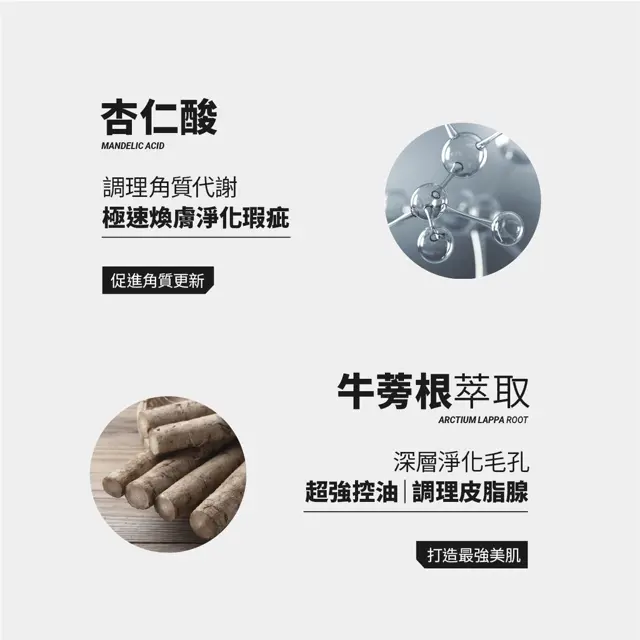 杏仁酸
MANDELIC ACID
調理角質代謝
極速煥膚淨化瑕疵
促進角質更新
牛蒡根萃取
ARCTIUM LAPPA ROOT
深層淨化毛孔
超強控油|調理皮脂腺
打造最強美肌